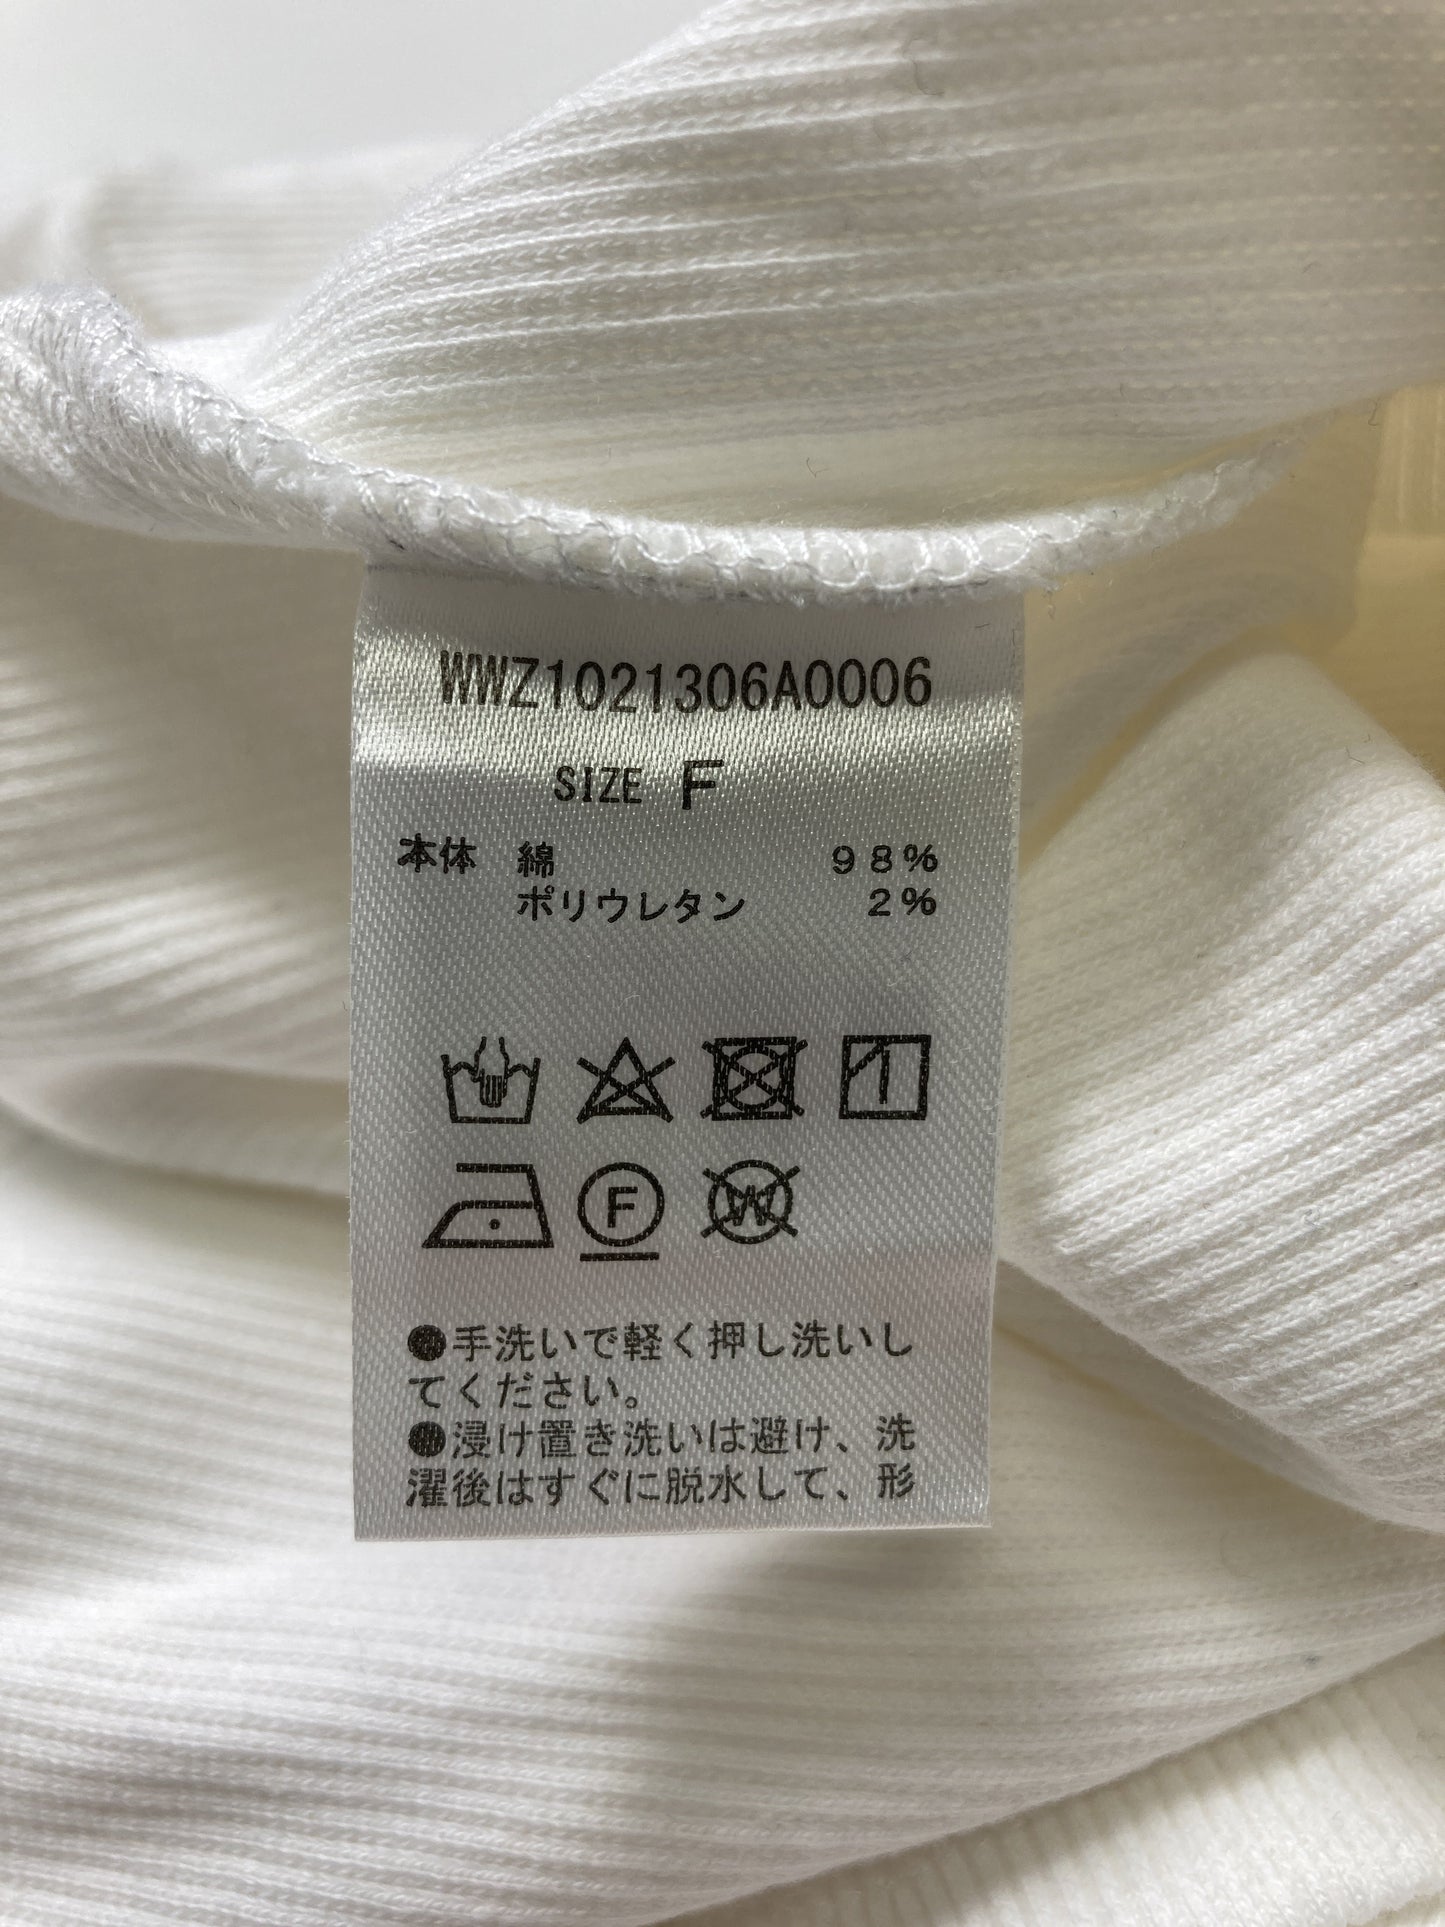 WWZ1021306A0006
SIZE F
本体 綿 98%
ポリウレタン 2%
F W
●手洗いで軽く押し洗いし
てください。
●浸け置き洗いは避け、洗
濯後はすぐに脱水して、形